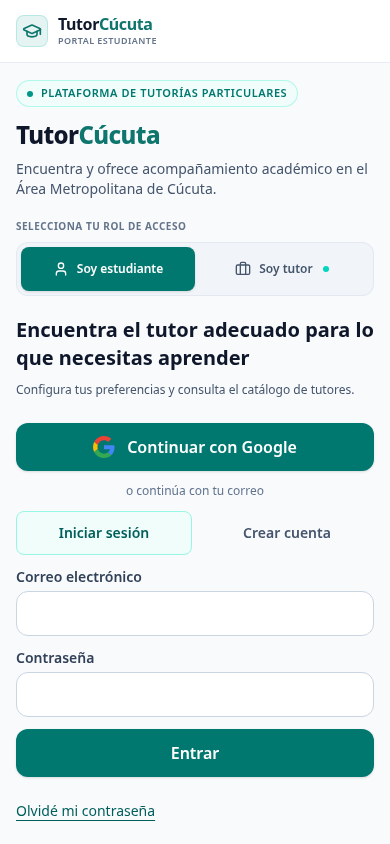 TutorCúcuta
PORTAL ESTUDIANTE
PLATAFORMA DE TUTORÍAS PARTICULARES
TutorCúcuta
Encuentra y ofrece acompañamiento académico en el
Área Metropolitana de Cúcuta.
SELECCIONA TU ROL DE ACCESO
Soy estudiante
Soy tutor
Encuentra el tutor adecuado para lo
que necesitas aprender
Configura tus preferencias y consulta el catálogo de tutores.
Continuar con Google
o continúa con tu correo
Iniciar sesión
Crear cuenta
Correo electrónico
Contraseña
Entrar
Olvidé mi contraseña